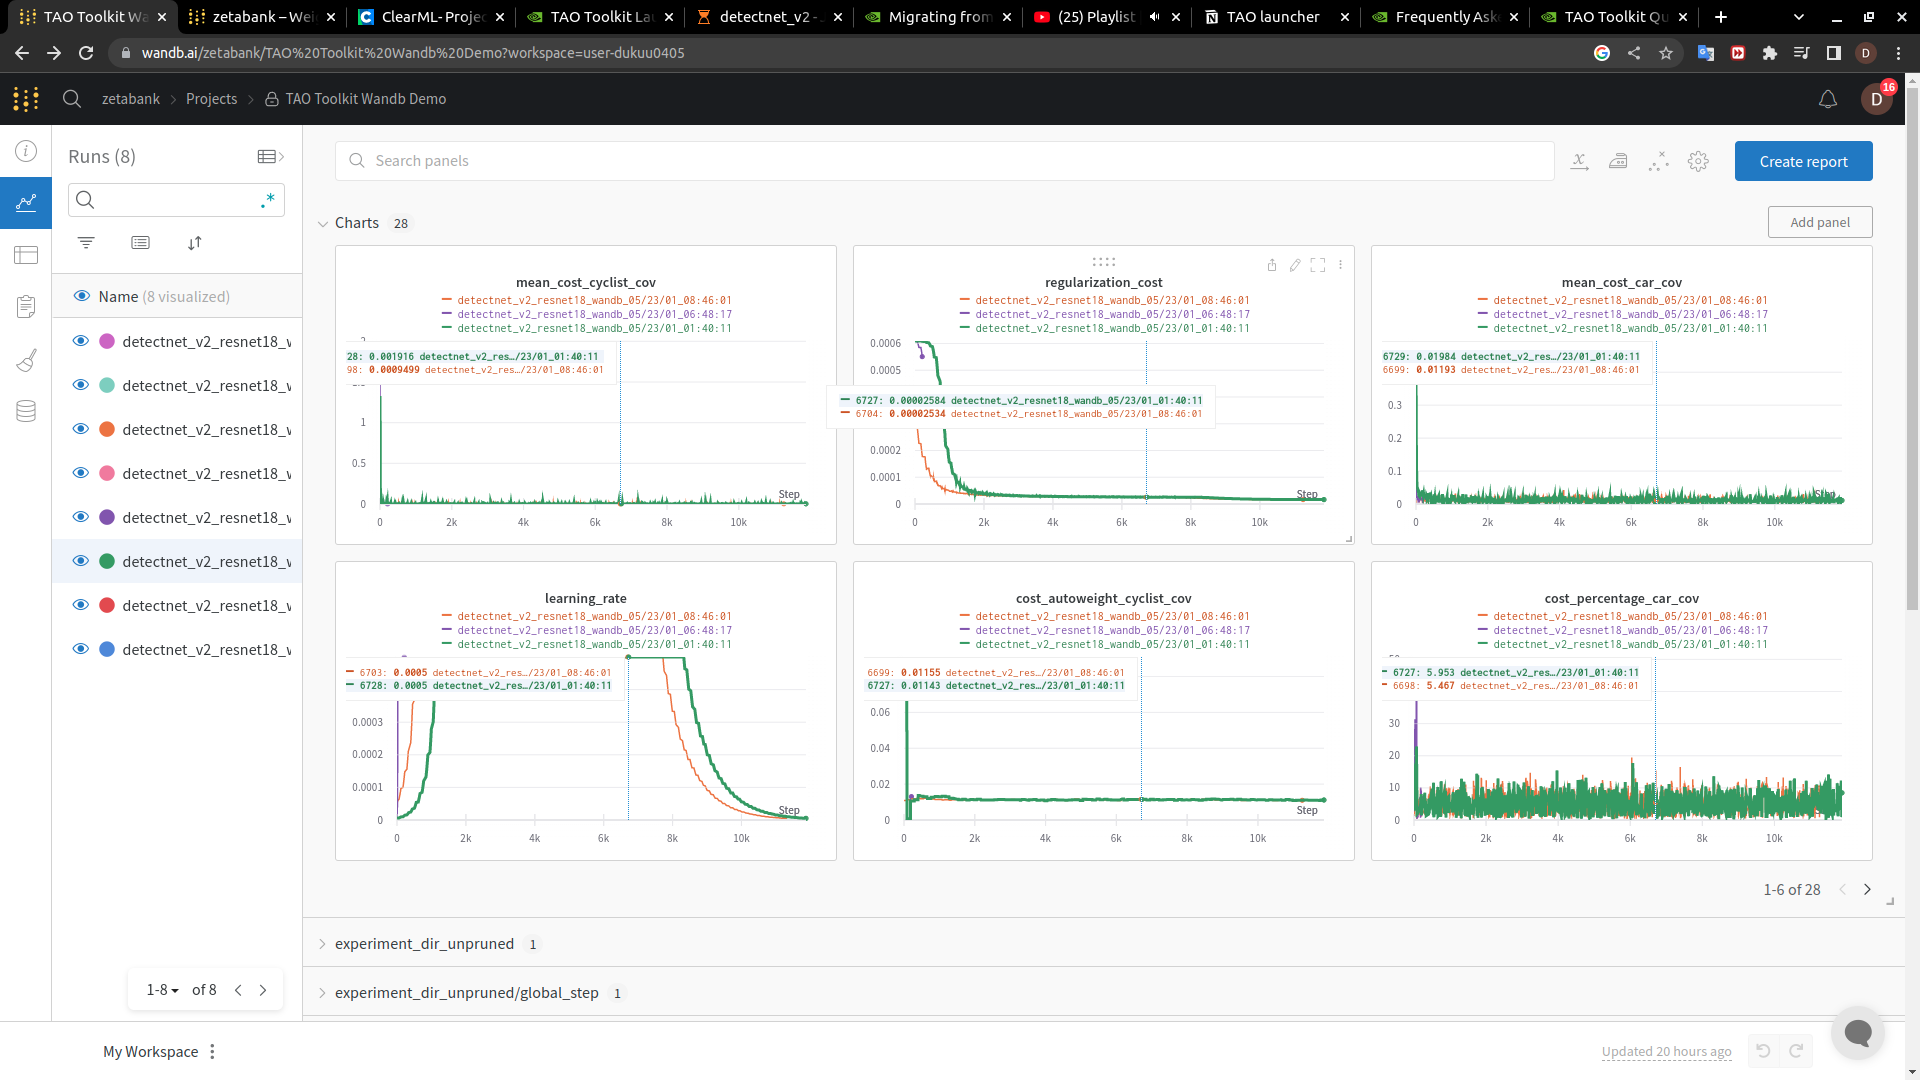 TAO Toolkit Wa
zetabank – Wei
ClearML- Projec
TAO Toolkit La
detectnet_v2 -
Migrating from
(25) Playlist
TAO launcher
Frequently Ask
TAO Toolkit Qu
wandb.ai/zetabank/TAO%20Toolkit%20Wandb%20Demo?workspace=user-dukuu0405
D
zetabank
Projects
TAO Toolkit Wandb Demo
D
16
Runs (8)
.*
Name (8 visualized)
detectnet_v2_resnet18_w
detectnet_v2_resnet18_w
detectnet_v2_resnet18_w
detectnet_v2_resnet18_w
detectnet_v2_resnet18_w
detectnet_v2_resnet18_w
detectnet_v2_resnet18_w
detectnet_v2_resnet18_w
1-8 of 8
My Workspace
Search panels
x
Create report
Charts 28
Add panel
mean_cost_cyclist_cov
detectnet_v2_resnet18_wandb_05/23/01_08:46:01
detectnet_v2_resnet18_wandb_05/23/01_06:48:17
detectnet_v2_resnet18_wandb_05/23/01_01:40:11
28: 0.001916 detectnet_v2_res…/23/01_01:40:11
98: 0.0009499 detectnet_v2_res…/23/01_08:46:01
1
0.5
0
Step
0 2k 4k 6k 8k 10k
regularization_cost
detectnet_v2_resnet18_wandb_05/23/01_08:46:01
detectnet_v2_resnet18_wandb_05/23/01_06:48:17
detectnet_v2_resnet18_wandb_05/23/01_01:40:11
0.0006
0.0005
6727: 0.00002584 detectnet_v2_resnet18_wandb_05/23/01_01:40:11
6704: 0.00002534 detectnet_v2_resnet18_wandb_05/23/01_08:46:01
0.0002
0.0001
0
Step
0 2k 4k 6k 8k 10k
mean_cost_car_cov
detectnet_v2_resnet18_wandb_05/23/01_08:46:01
detectnet_v2_resnet18_wandb_05/23/01_06:48:17
detectnet_v2_resnet18_wandb_05/23/01_01:40:11
6729: 0.01984 detectnet_v2_res…/23/01_01:40:11
6699: 0.01193 detectnet_v2_res…/23/01_08:46:01
0.3
0.2
0.1
0
Step
0 2k 4k 6k 8k 10k
learning_rate
detectnet_v2_resnet18_wandb_05/23/01_08:46:01
detectnet_v2_resnet18_wandb_05/23/01_06:48:17
detectnet_v2_resnet18_wandb_05/23/01_01:40:11
6703: 0.0005 detectnet_v2_res…/23/01_08:46:01
6728: 0.0005 detectnet_v2_res…/23/01_01:40:11
0.0003
0.0002
0.0001
0
Step
0 2k 4k 6k 8k 10k
cost_autoweight_cyclist_cov
detectnet_v2_resnet18_wandb_05/23/01_08:46:01
detectnet_v2_resnet18_wandb_05/23/01_06:48:17
detectnet_v2_resnet18_wandb_05/23/01_01:40:11
6699: 0.01155 detectnet_v2_res…/23/01_08:46:01
6727: 0.01143 detectnet_v2_res…/23/01_01:40:11
0.06
0.04
0.02
0
Step
0 2k 4k 6k 8k 10k
cost_percentage_car_cov
detectnet_v2_resnet18_wandb_05/23/01_08:46:01
detectnet_v2_resnet18_wandb_05/23/01_06:48:17
detectnet_v2_resnet18_wandb_05/23/01_01:40:11
6727: 5.953 detectnet_v2_res…/23/01_01:40:11
6698: 5.467 detectnet_v2_res…/23/01_08:46:01
30
20
10
0
0 2k 4k 6k 8k 10k
1-6 of 28
experiment_dir_unpruned 1
experiment_dir_unpruned/global_step 1
Updated 20 hours ago